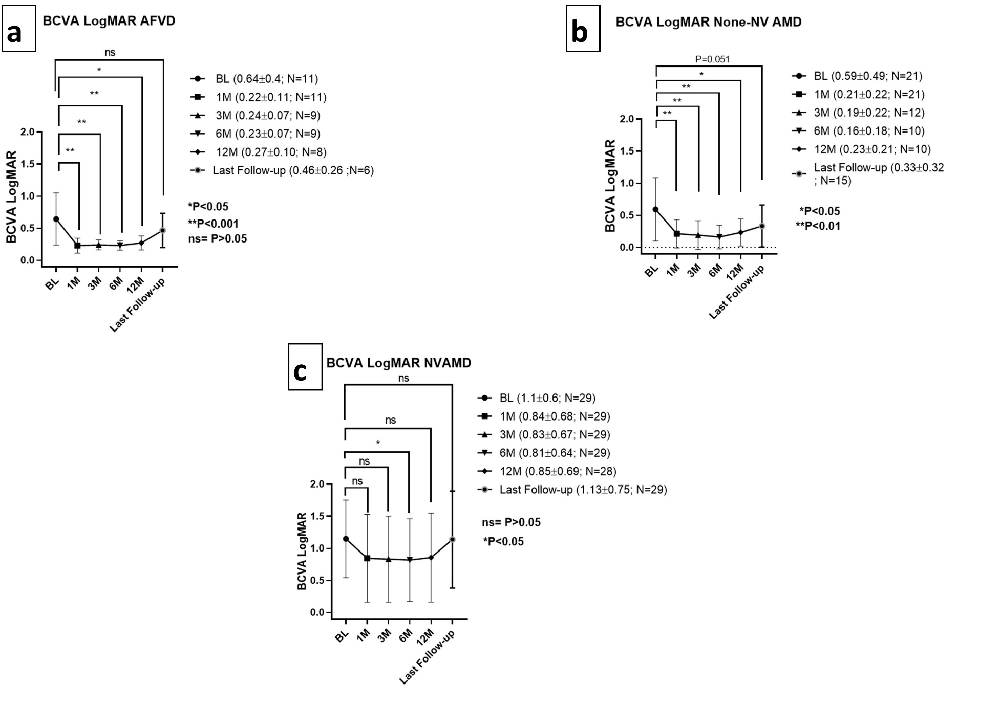 a
BCVA LogMAR AFVD
ns
*
**
**
**
2.0
1.5
1.0
0.5
0.0
BCVA LogMAR
BL
1M
3M
6M
12M
Last Follow-up
BL (0.64±0.4; N=11)
1M (0.22±0.11; N=11)
3M (0.24±0.07; N=9)
6M (0.23±0.07; N=9)
12M (0.27±0.10; N=8)
Last Follow-up (0.46±0.26 ;N=6)
*P<0.05
**P<0.001
ns= P>0.05
b
BCVA LogMAR None-NV AMD
P=0.051
*
**
**
**
2.0
1.5
1.0
0.5
0.0
BCVA LogMAR
BL
1M
3M
6M
12M
Last Follow-up
BL (0.59±0.49; N=21)
1M (0.21±0.22; N=21)
3M (0.19±0.22; N=12)
6M (0.16±0.18; N=10)
12M (0.23±0.21; N=10)
Last Follow-up (0.33±0.32
; N=15)
*P<0.05
**P<0.01
c
BCVA LogMAR NVAMD
ns
ns
*
ns
ns
2.0
1.5
1.0
0.5
0.0
BCVA LogMAR
BL
1M
3M
6M
12M
Last Follow-up
BL (1.1±0.6; N=29)
1M (0.84±0.68; N=29)
3M (0.83±0.67; N=29)
6M (0.81±0.64; N=29)
12M (0.85±0.69; N=28)
Last Follow-up (1.13±0.75; N=29)
ns= P>0.05
*P<0.05